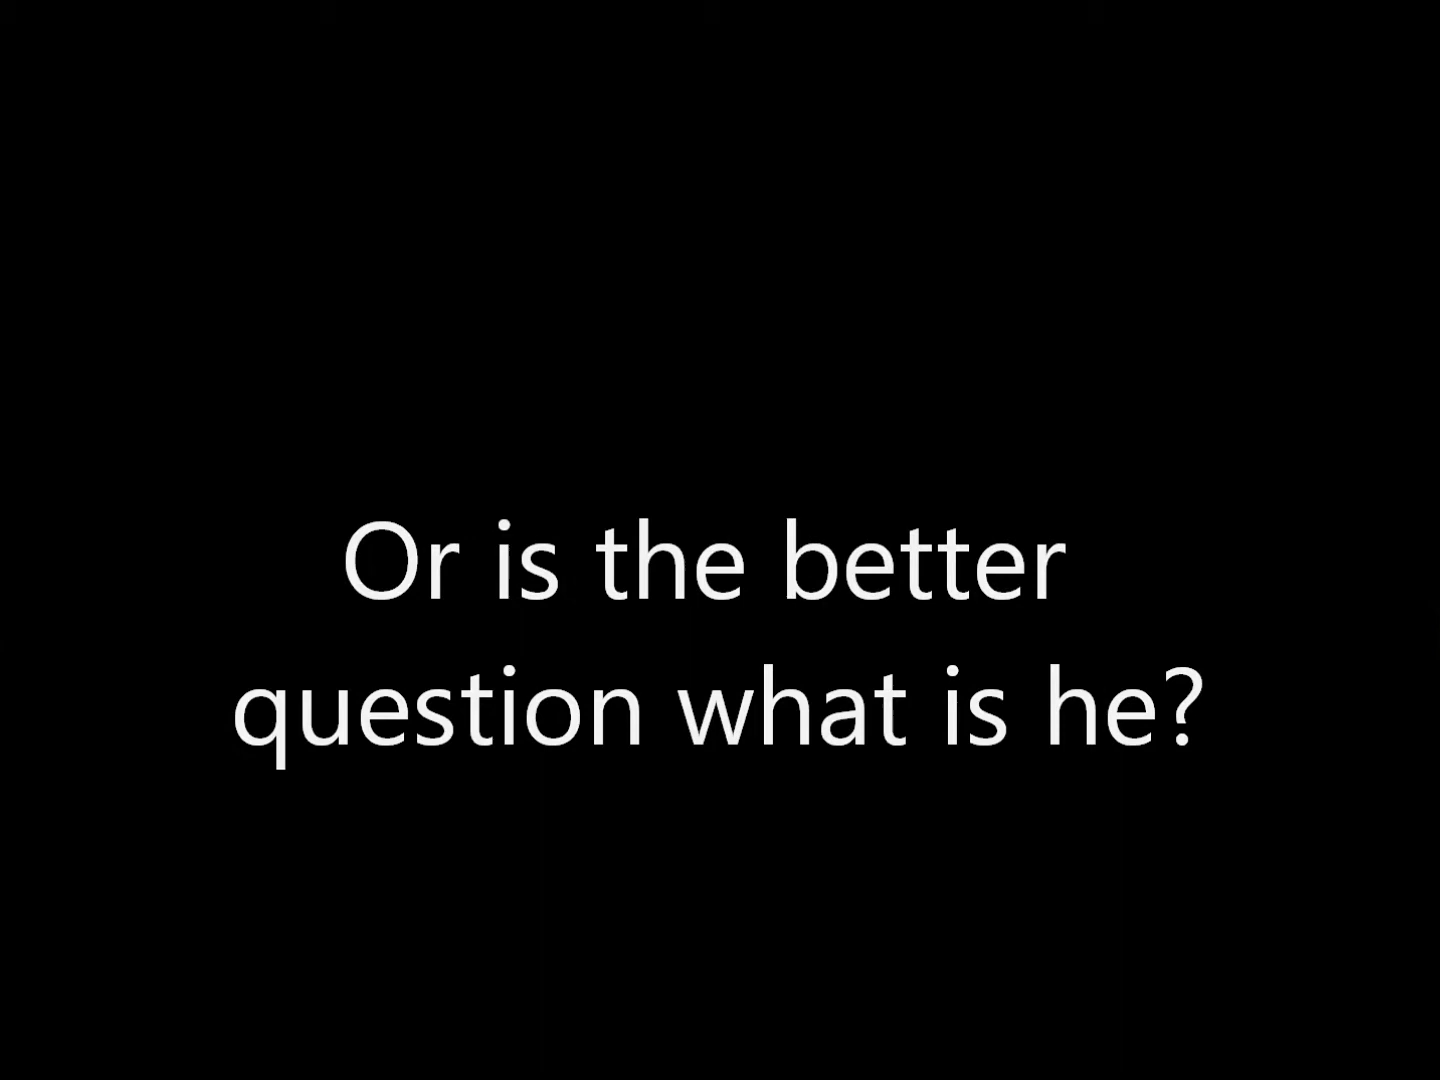 Or is the better
question what is he?